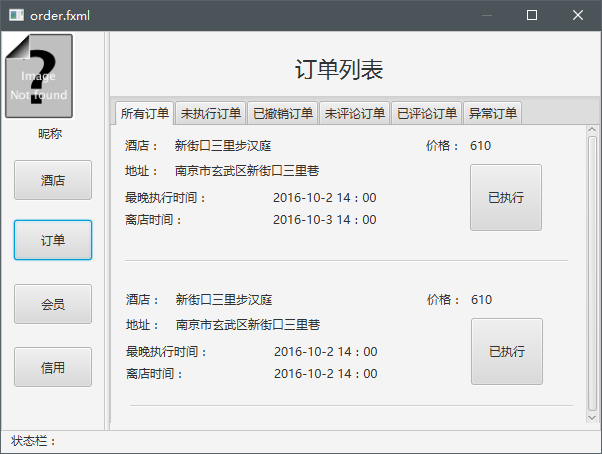 order.fxml
Image
Not found
昵称
酒店
订单
会员
信用
订单列表
所有订单 未执行订单 已撤销订单 未评论订单 已评论订单 异常订单
酒店： 新街口三里步汉庭 价格： 610
地址： 南京市玄武区新街口三里巷
最晚执行时间： 2016-10-2 14：00
离店时间： 2016-10-3 14：00
已执行
酒店： 新街口三里步汉庭 价格： 610
地址： 南京市玄武区新街口三里巷
最晚执行时间： 2016-10-2 14：00
离店时间： 2016-10-2 14：00
已执行
状态栏：